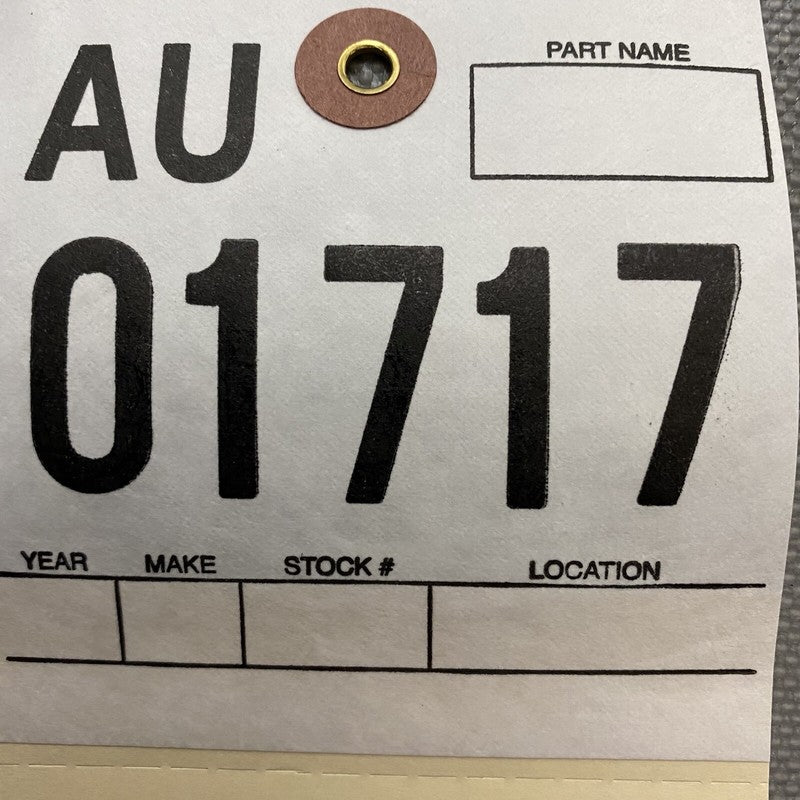 AU
PART NAME
01717
YEAR MAKE STOCK # LOCATION